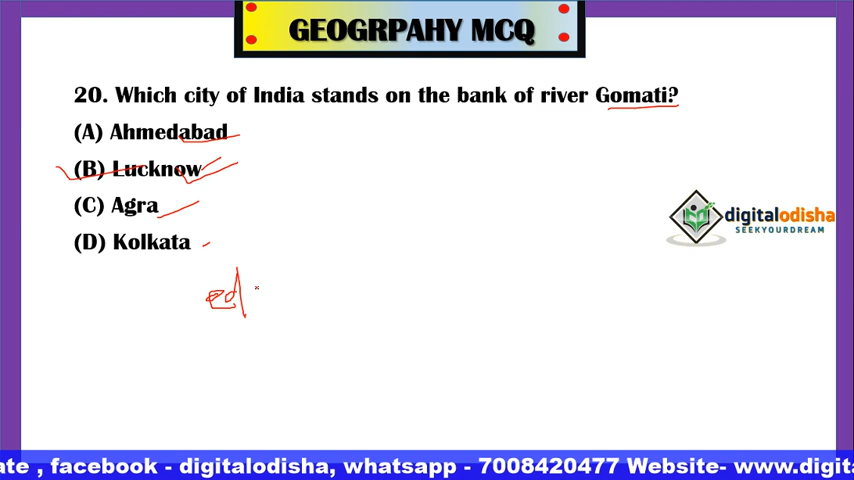 GEOGRPAHY MCQ
20. Which city of India stands on the bank of river Gomati?
(A) Ahmedabad
(B) Lucknow
(C) Agra
(D) Kolkata
digitalodisha
SEEKYOURDREAM
ate , facebook - digitalodisha, whatsapp - 7008420477 Website- www.digita